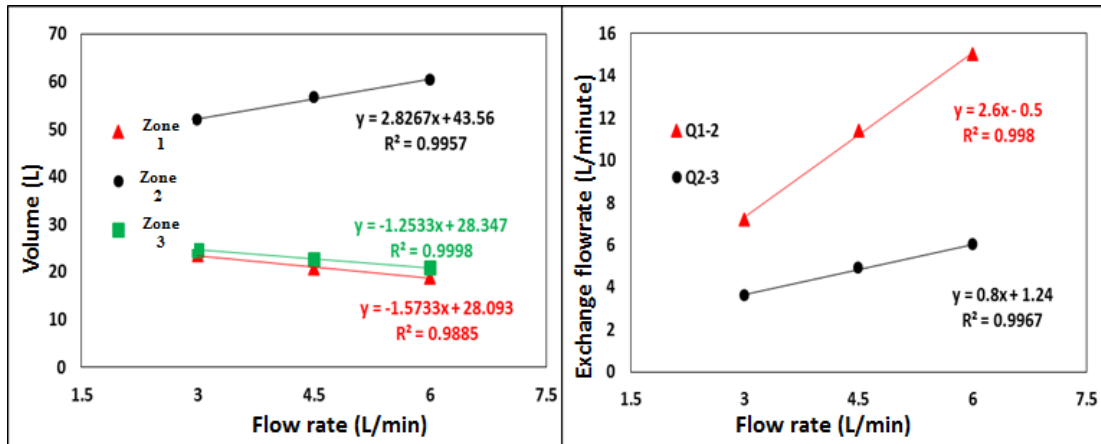 Volume (L)
70
60
50
40
30
20
10
0
Zone
1
Zone
2
Zone
3
y = 2.8267x + 43.56
R² = 0.9957
y = -1.2533x + 28.347
R² = 0.9998
y = -1.5733x + 28.093
R² = 0.9885
1.5 3 4.5 6 7.5
Flow rate (L/min)
Exchange flowrate (L/minute)
16
14
12
10
8
6
4
2
0
Q1-2
Q2-3
y = 2.6x - 0.5
R² = 0.998
y = 0.8x + 1.24
R² = 0.9967
1.5 3 4.5 6 7.5
Flow rate (L/min)